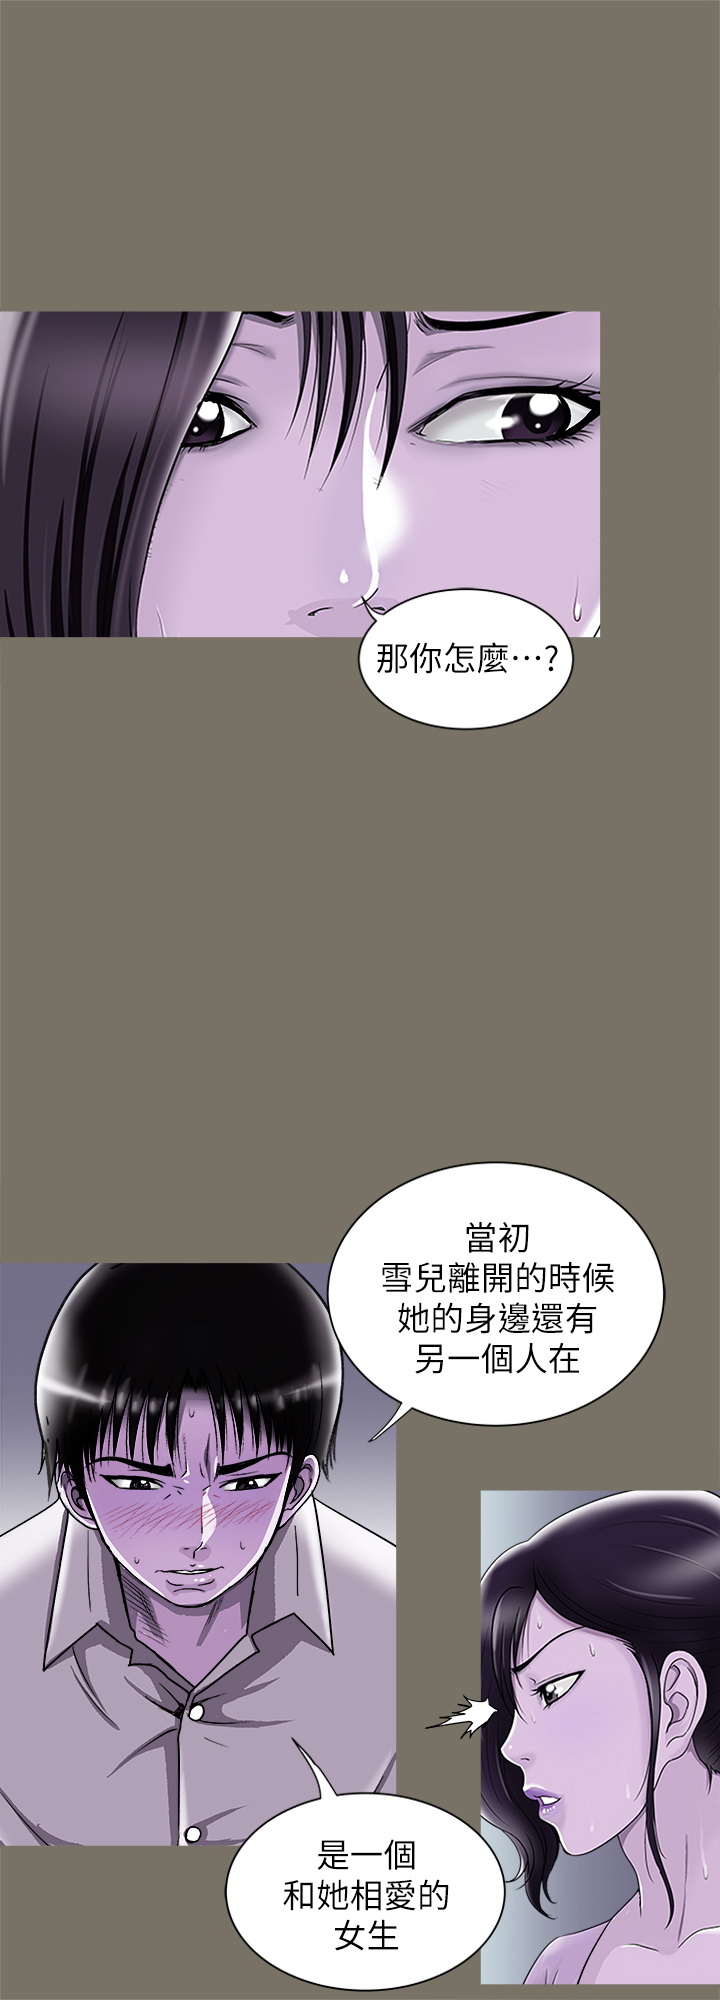 那你怎麼⋯?
當初
雪兒離開的時候
她的身邊還有
另一個人在
是一個
和她相愛的
女生